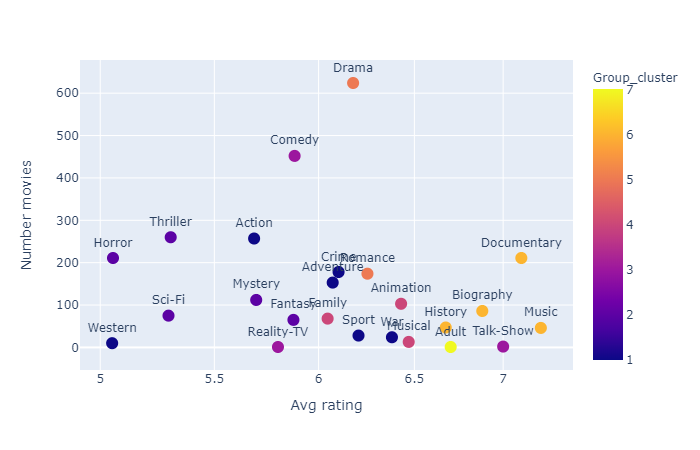 Drama
Group_cluster
7
600
6
500
Comedy
5
400
Number movies
300
Thriller
Action
4
Horror
Documentary
200
Crime
Romance
Adventure
3
Mystery
Animation
Sci-Fi
Biography
100
Fantasy
Family
History
Music
2
Western
Sport
War
Reality-TV
Musical
Adult
Talk-Show
0
1
5
5.5
6
6.5
7
Avg rating